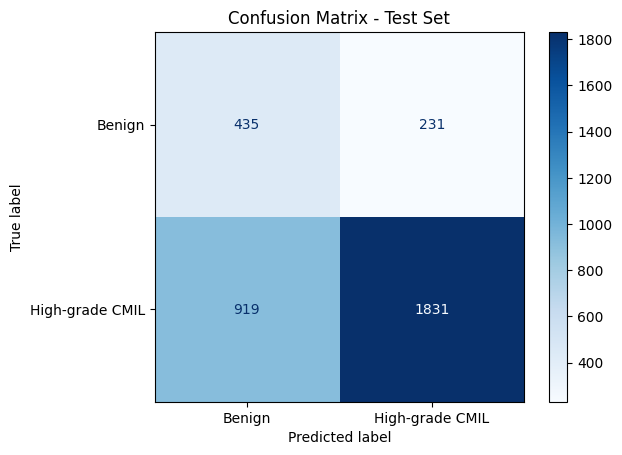 Confusion Matrix - Test Set
True label
Benign
High-grade CMIL
435
231
919
1831
Benign
High-grade CMIL
Predicted label
1800
1600
1400
1200
1000
800
600
400